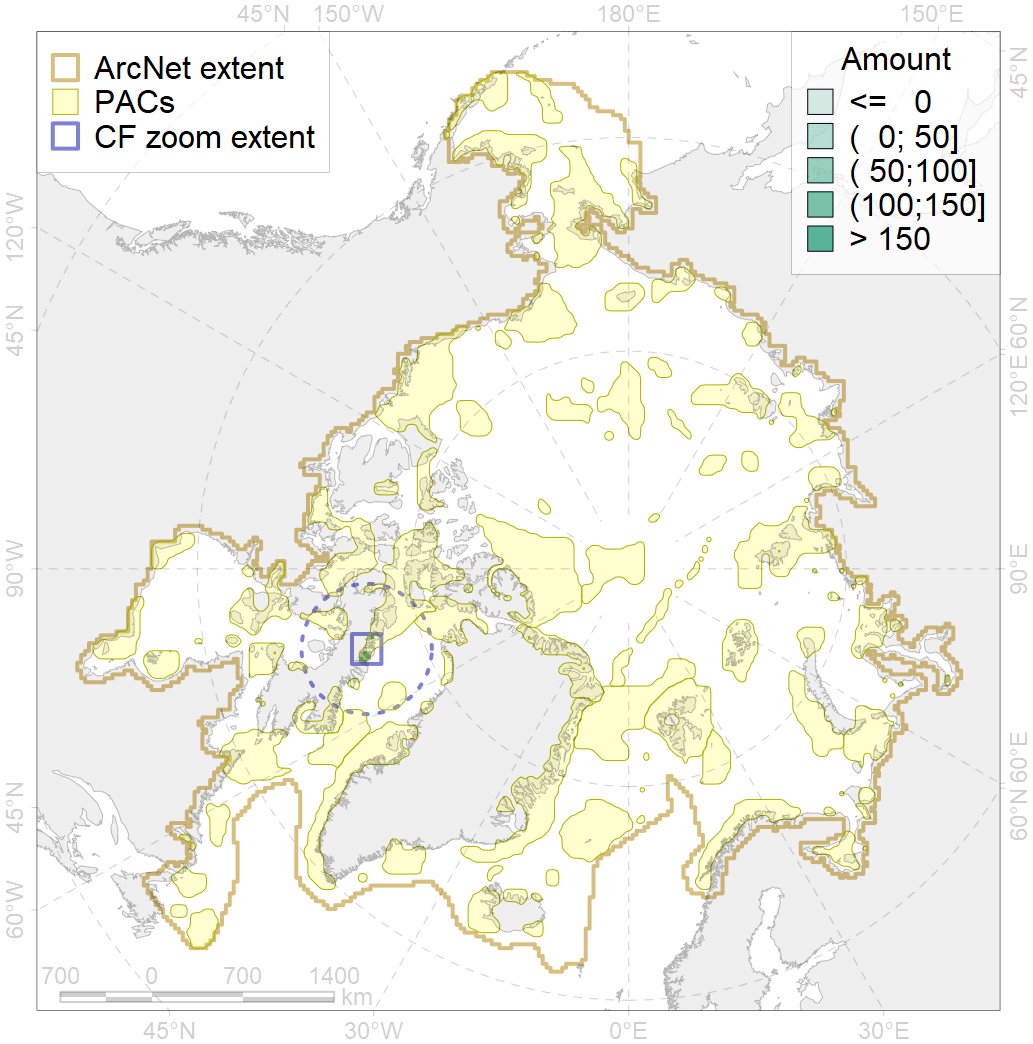 45°N 150°W 180°E 150°E
ArcNet extent
PACs
CF zoom extent
Amount
<= 0
( 0; 50]
( 50;100]
(100;150]
> 150
45°N
120°W
45°N
60°N
120°E
90°W
90°E
45°N
60°E
60°N
60°W
700 0 700 1400
km
45°N 30°W 0°E 30°E